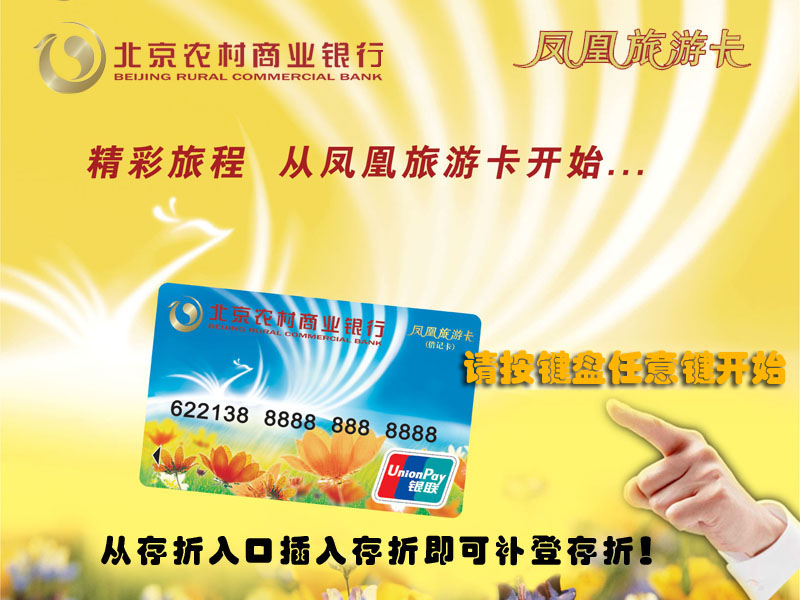 北京农村商业银行
BEIJING RURAL COMMERCIAL BANK
凤凰旅游卡
精彩旅程 从凤凰旅游卡开始...
北京农村商业银行
BEIJING RURAL COMMERCIAL BANK
凤凰旅游卡
(借记卡)
请按键盘任意键开始
622138 8888 888 8888
UnionPay
银联
从存折入口插入存折即可补登存折!